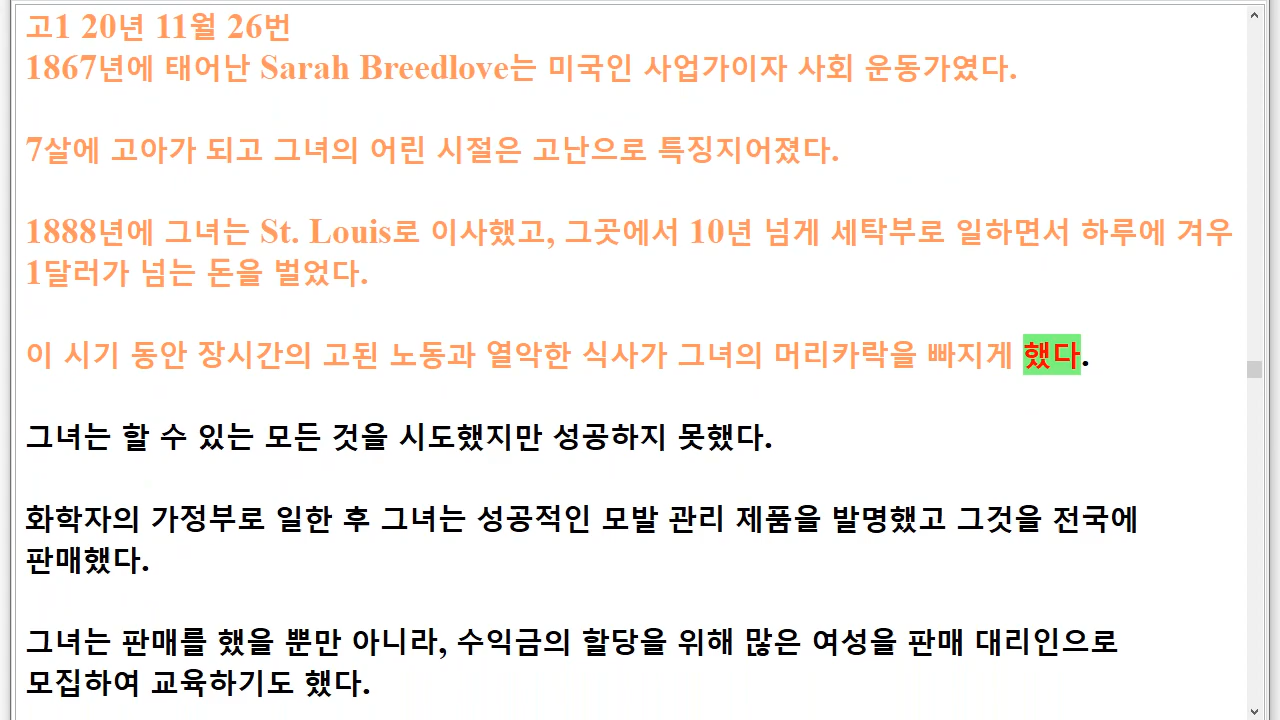 고1 20년 11월 26번
1867년에 태어난 Sarah Breedlove는 미국인 사업가이자 사회 운동가였다.
7살에 고아가 되고 그녀의 어린 시절은 고난으로 특징지어졌다.
1888년에 그녀는 St. Louis로 이사했고, 그곳에서 10년 넘게 세탁부로 일하면서 하루에 겨우
1달러가 넘는 돈을 벌었다.
이 시기 동안 장시간의 고된 노동과 열악한 식사가 그녀의 머리카락을 빠지게 했다.
그녀는 할 수 있는 모든 것을 시도했지만 성공하지 못했다.
화학자의 가정부로 일한 후 그녀는 성공적인 모발 관리 제품을 발명했고 그것을 전국에
판매했다.
그녀는 판매를 했을 뿐만 아니라, 수익금의 할당을 위해 많은 여성을 판매 대리인으로
모집하여 교육하기도 했다.